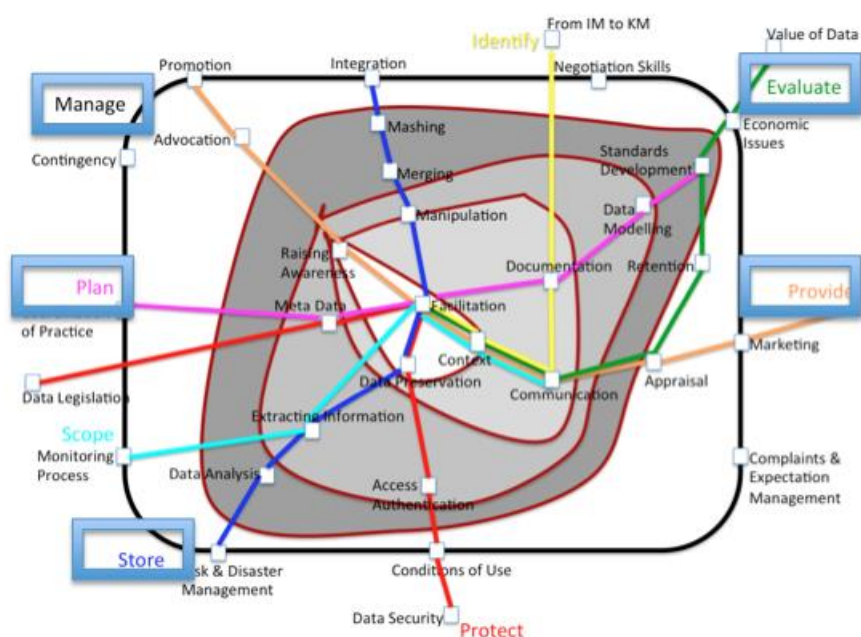 From IM to KM
Identify
Value of Data
Promotion
Integration
Negotiation Skills
Evaluate
Manage
Mashing
Economic
Issues
Advocation
Standards
Development
Contingency
Merging
Data
Modelling
Manipulation
Raising
Awareness
Documentation
Retention
Plan
Provide
Meta Data
Facilitation
of Practice
Marketing
Context
Data Preservation
Communication
Appraisal
Data Legislation
Extracting Information
Scope
Monitoring
Process
Data Analysis
Access
Authentication
Complaints &
Expectation
Management
Store
& Disaster
Management
Conditions of Use
Data Security
Protect